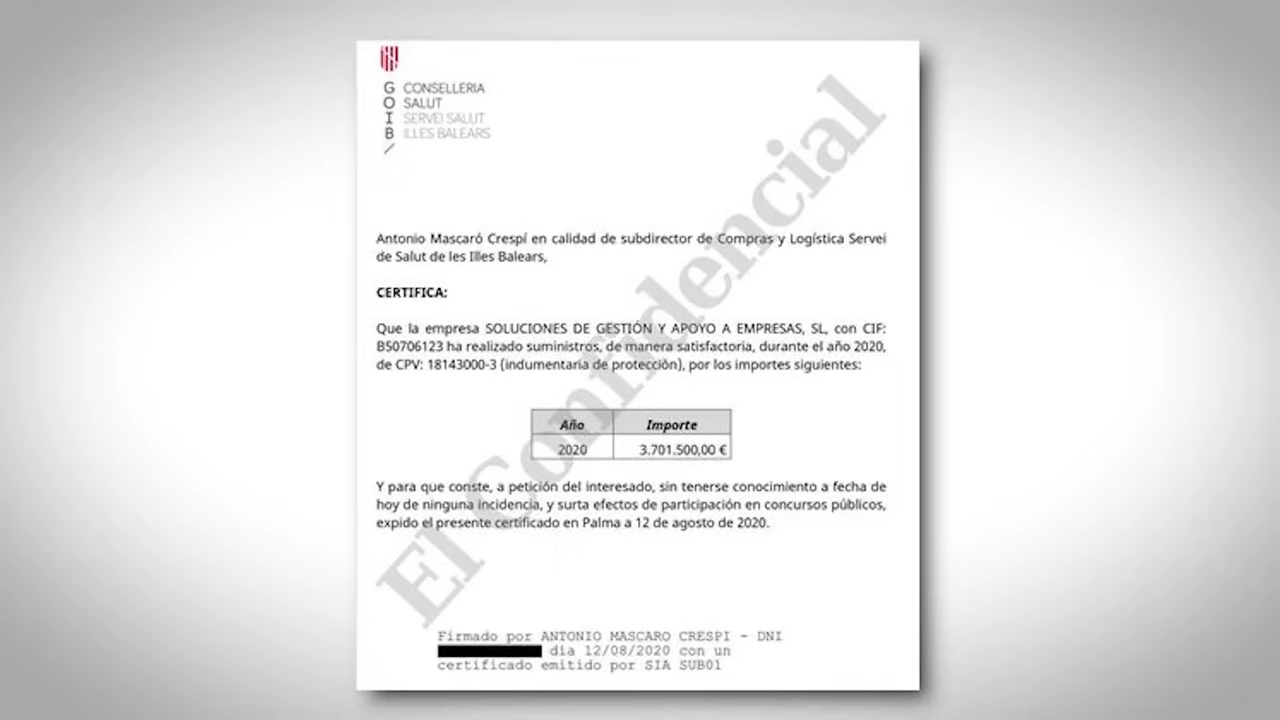 G CONSELLERIA
O SALUT
I SERVEI SALUT
B ILLES BALEARS
/
Antonio Mascaró Crespí en calidad de subdirector de Compras y Logística Servei
de Salut de les Illes Balears,
CERTIFICA:
Que la empresa SOLUCIONES DE GESTIÓN Y APOYO A EMPRESAS, SL, con CIF:
B50706123 ha realizado suministros, de manera satisfactoria, durante el año 2020,
de CPV: 18143000-3 (indumentaria de protección), por los importes siguientes:
Año Importe
2020 3.701.500,00 €
Y para que conste, a petición del interesado, sin tenerse conocimiento a fecha de
hoy de ninguna incidencia, y surta efectos de participación en concursos públicos,
expido el presente certificado en Palma a 12 de agosto de 2020.
Firmado por ANTONIO MASCARO CRESPI - DNI
dia 12/08/2020 con un
certificado emitido por SIA SUB01
El Confidencial